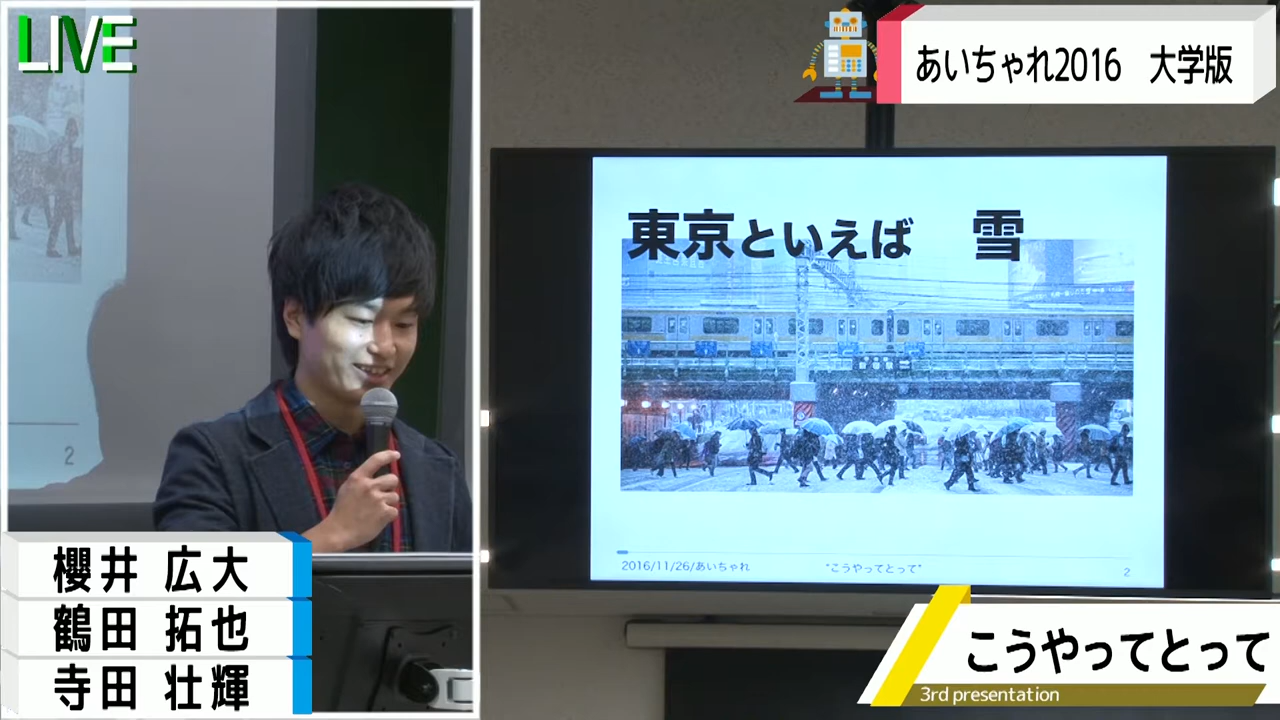 LIVE
あいちゃれ2016　大学版
東京といえば　雪
2
2016/11/26/あいちゃれ
"こうやってとって"
2
櫻井 広大
鶴田 拓也
寺田 壮輝
こうやってとって
3rd presentation